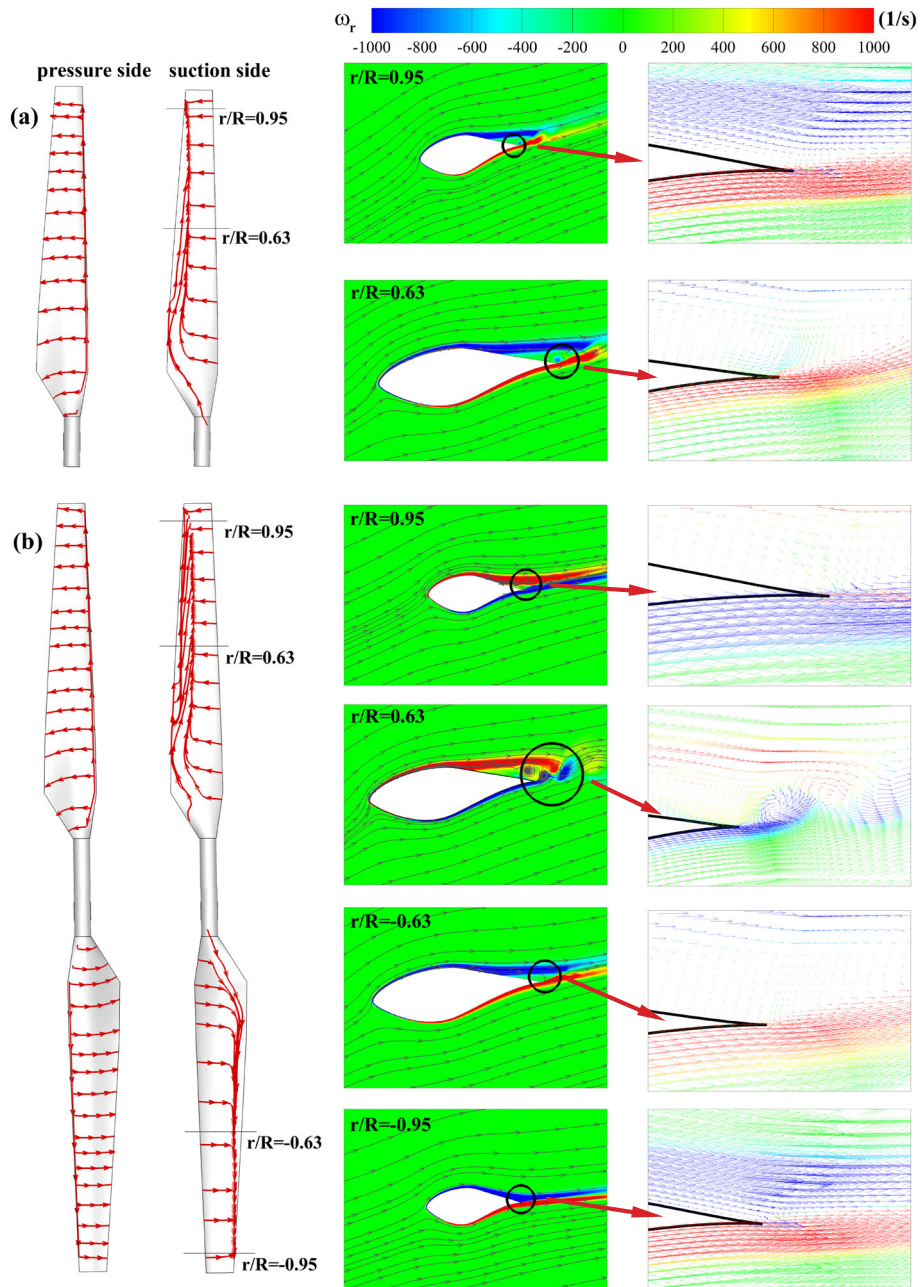 ωr (1/s)
-1000 -800 -600 -400 -200 0 200 400 600 800 1000
pressure side suction side
(a)
r/R=0.95
r/R=0.63
r/R=0.95
r/R=0.63
(b)
r/R=0.95
r/R=0.63
r/R=-0.63
r/R=-0.95
r/R=0.95
r/R=0.63
r/R=-0.63
r/R=-0.95